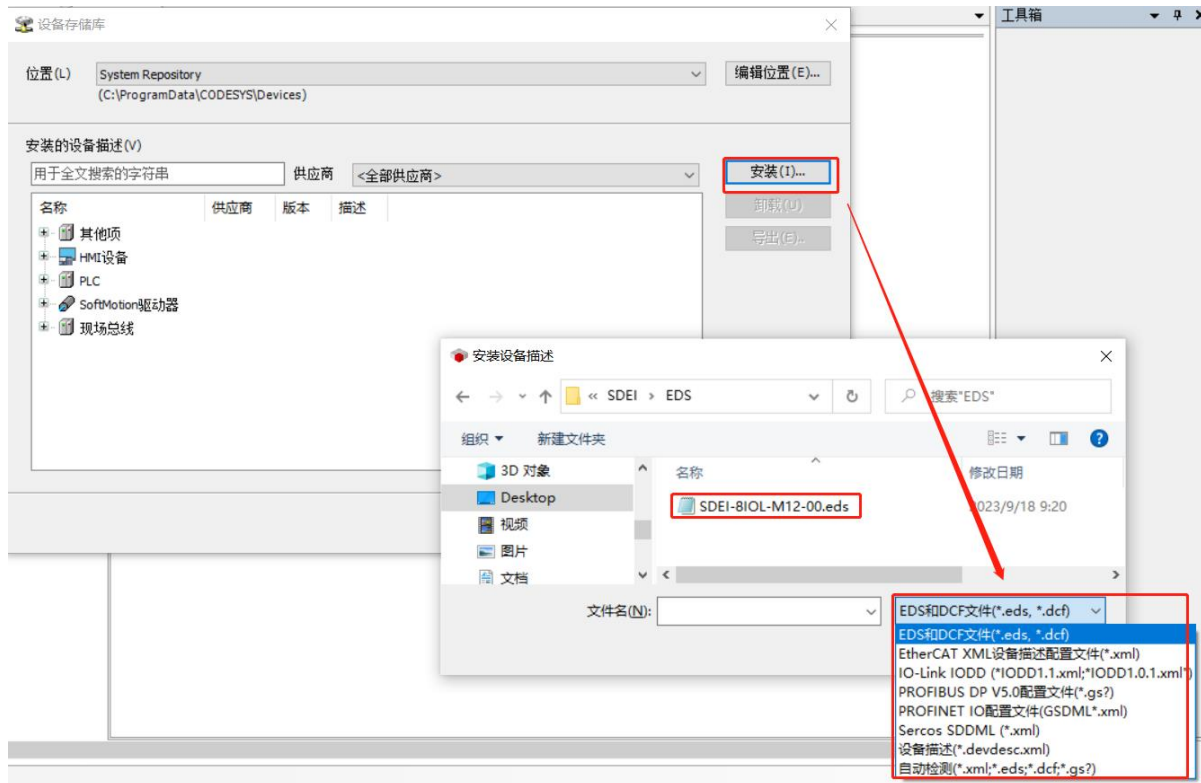 设备存储库
工具箱
位置(L)
System Repository
编辑位置(E)...
(C:\ProgramData\CODESYS\Devices)
安装的设备描述(V)
用于全文搜索的字符串
供应商
<全部供应商>
安装(I)...
名称 供应商 版本 描述
卸载(U)
其他项
导出(E)...
HMI设备
PLC
SoftMotion驱动器
现场总线
安装设备描述
« SDEI › EDS
搜索"EDS"
组织 新建文件夹
3D 对象
名称 修改日期
Desktop
SDEI-8IOL-M12-00.eds 2023/9/18 9:20
视频
图片
文档
文件名(N):
EDS和DCF文件(*.eds, *.dcf)
EDS和DCF文件(*.eds, *.dcf)
EtherCAT XML设备描述配置文件(*.xml)
IO-Link IODD (*IODD1.1.xml;*IODD1.0.1.xml*)
PROFIBUS DP V5.0配置文件(*.gs?)
PROFINET IO配置文件(GSDML*.xml)
Sercos SDDML (*.xml)
设备描述(*.devdesc.xml)
自动检测(*.xml;*.eds;*.dcf;*.gs?)